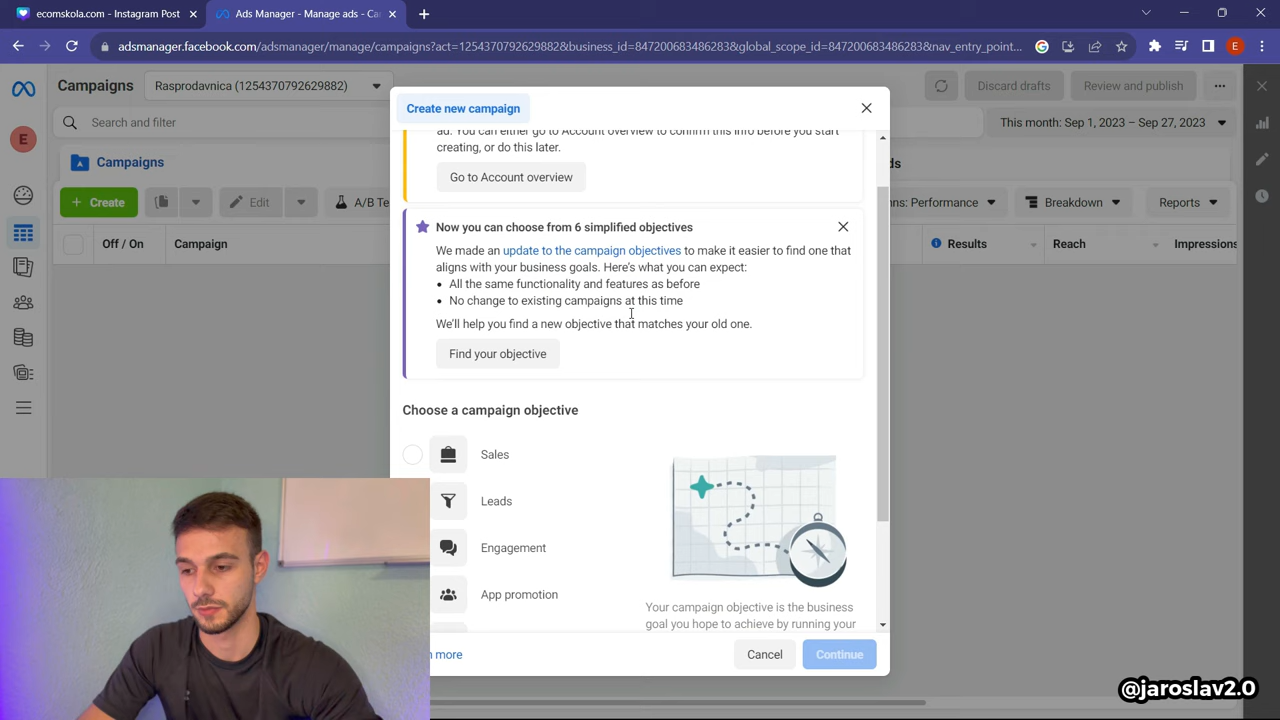 ecomskola.com - Instagram Post
Ads Manager - Manage ads - Ca
adsmanager.facebook.com/adsmanager/manage/campaigns?act=1254370792629882&business_id=847200683486283&global_scope_id=847200683486283&nav_entry_point...
E
Campaigns
Rasprodavnica (1254370792629882)
Discard drafts
Review and publish
E
Search and filter
This month: Sep 1, 2023 – Sep 27, 2023
Campaigns
ds
Create
Edit
A/B Te
ns: Performance
Breakdown
Reports
Off / On
Campaign
Results
Reach
Impressions
Create new campaign
ad. You can either go to Account overview to confirm this info before you start
creating, or do this later.
Go to Account overview
Now you can choose from 6 simplified objectives
We made an update to the campaign objectives to make it easier to find one that
aligns with your business goals. Here's what you can expect:
• All the same functionality and features as before
• No change to existing campaigns at this time
We'll help you find a new objective that matches your old one.
Find your objective
Choose a campaign objective
Sales
Leads
Engagement
App promotion
Your campaign objective is the business
goal you hope to achieve by running your
n more
Cancel
Continue
@jaroslav2.0